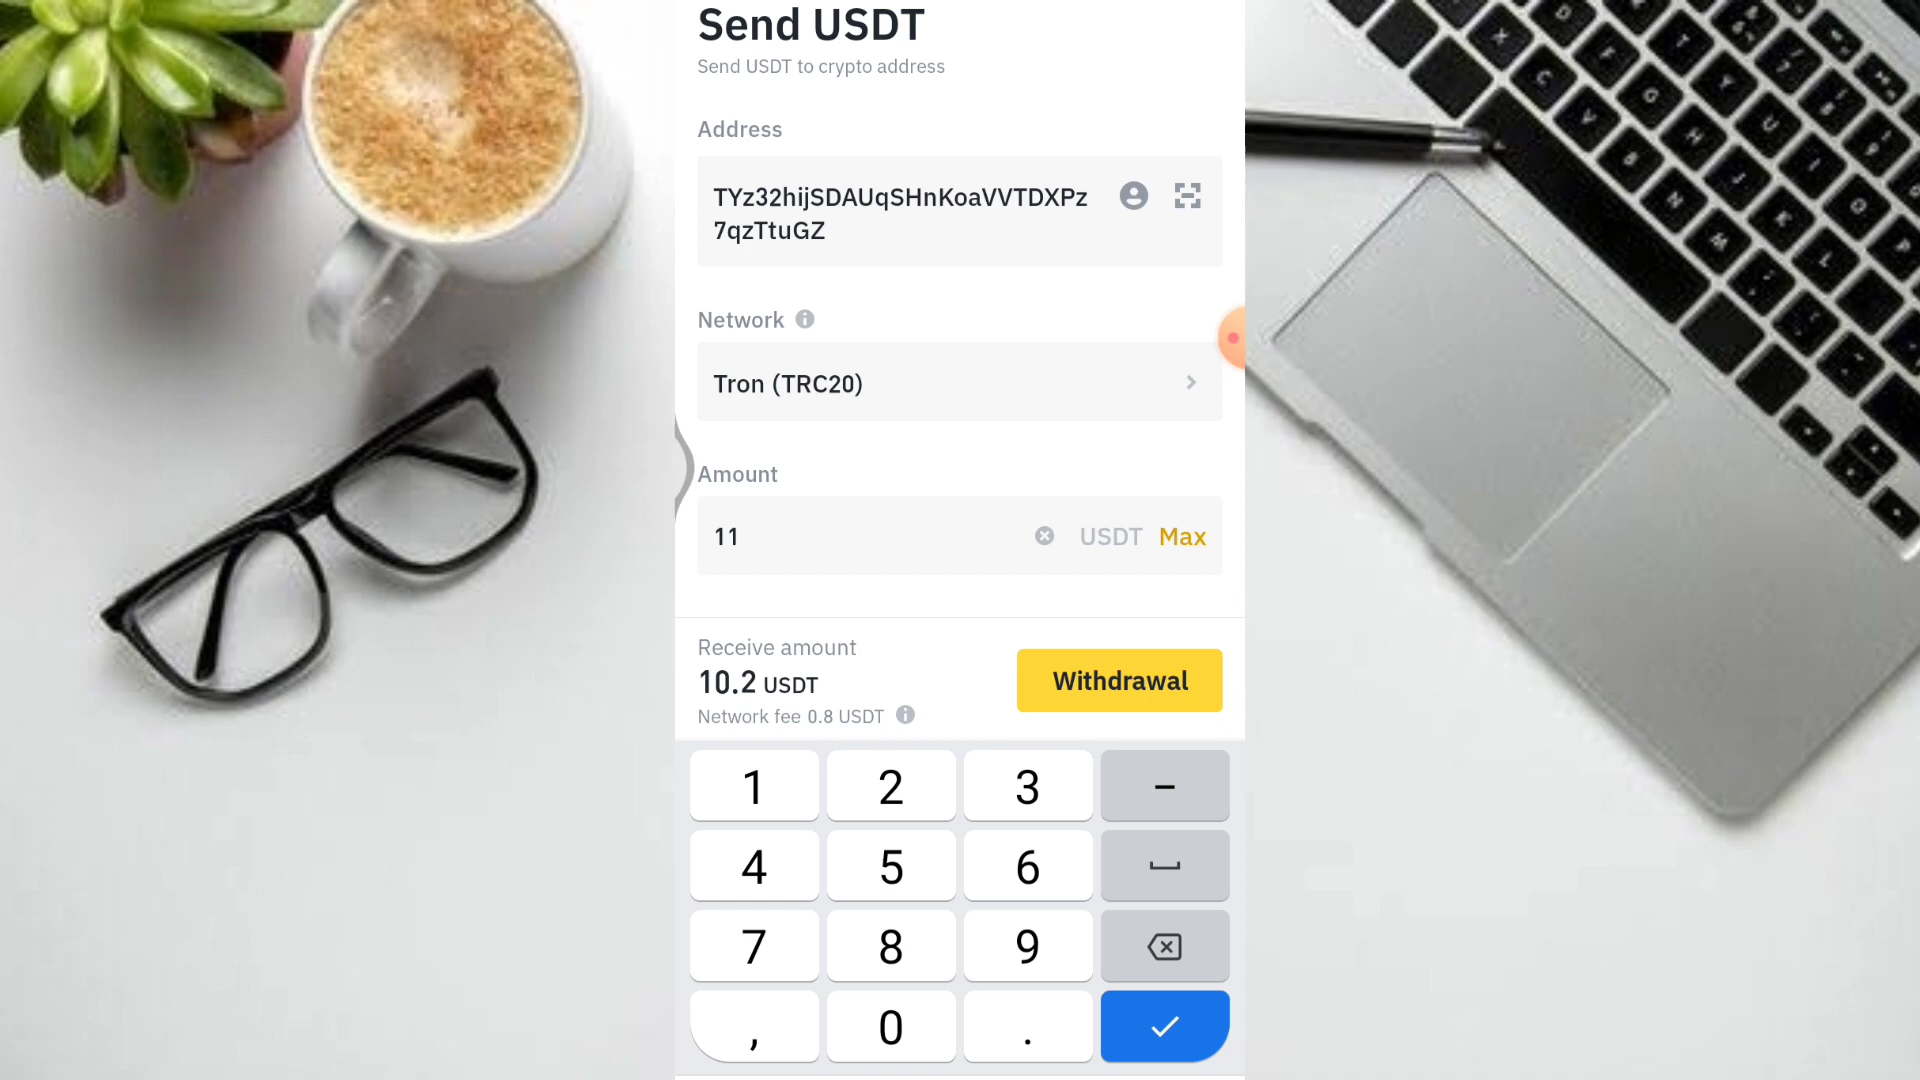 Send USDT
Send USDT to crypto address
Address
TYz32hijSDAUqSHnKoaVVTDXPz
7qzTtuGZ
Network
Tron (TRC20)
Amount
11 USDT Max
Receive amount
10.2 USDT
Network fee 0.8 USDT
Withdrawal
1 2 3 –
4 5 6
7 8 9
, 0 .